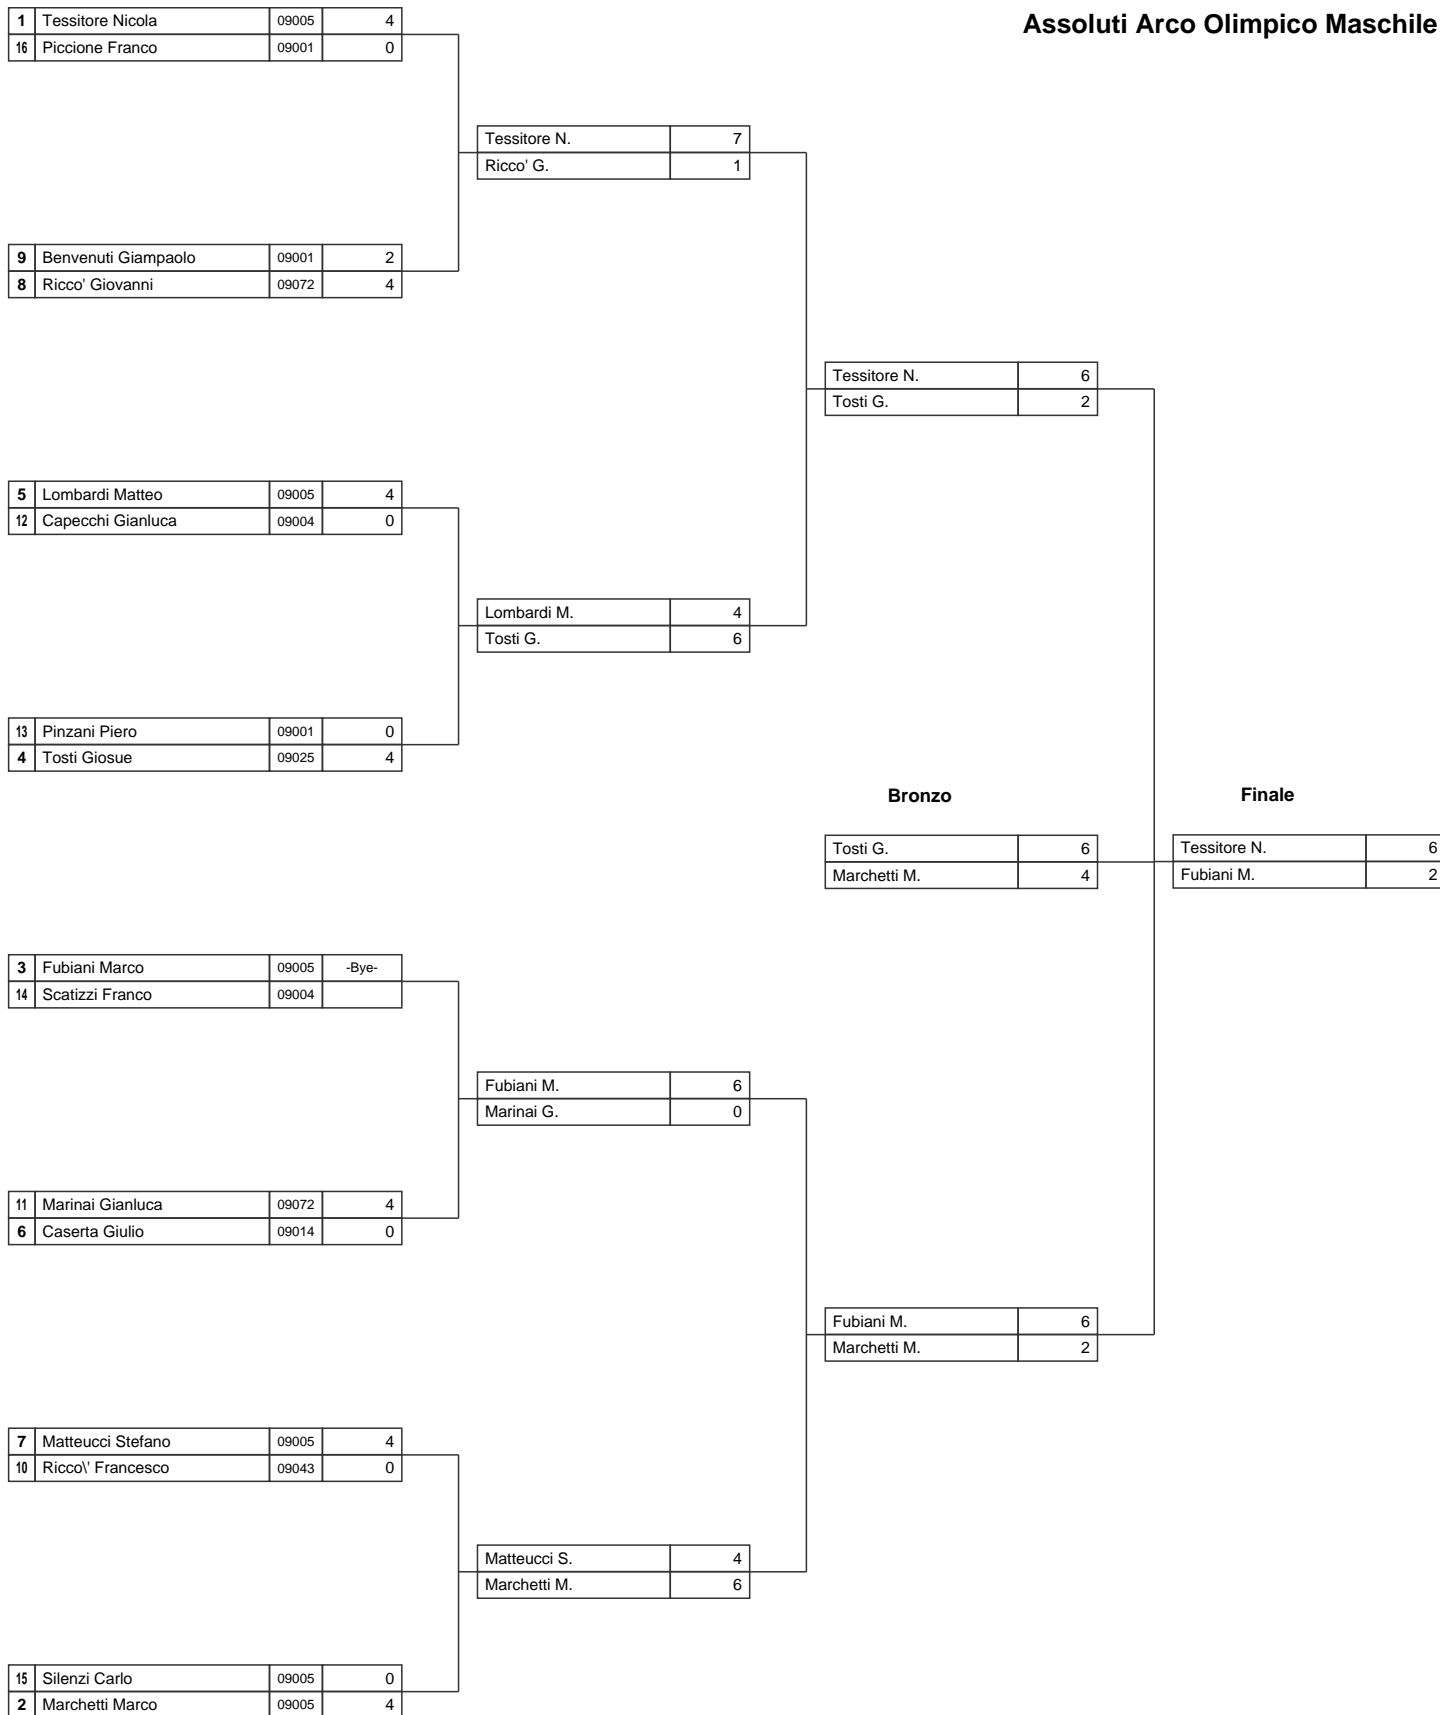 Assoluti Arco Olimpico Maschile
1 Tessitore Nicola 09005 4
16 Piccione Franco 09001 0
Tessitore N. 7
Ricco' G. 1
9 Benvenuti Giampaolo 09001 2
8 Ricco' Giovanni 09072 4
Tessitore N. 6
Tosti G. 2
5 Lombardi Matteo 09005 4
12 Capecchi Gianluca 09004 0
Lombardi M. 4
Tosti G. 6
13 Pinzani Piero 09001 0
4 Tosti Giosue 09025 4
Bronzo Finale
Tosti G. 6 Tessitore N. 6
Marchetti M. 4 Fubiani M. 2
3 Fubiani Marco 09005 -Bye-
14 Scatizzi Franco 09004
Fubiani M. 6
Marinai G. 0
11 Marinai Gianluca 09072 4
6 Caserta Giulio 09014 0
Fubiani M. 6
Marchetti M. 2
7 Matteucci Stefano 09005 4
10 Ricco\' Francesco 09043 0
Matteucci S. 4
Marchetti M. 6
15 Silenzi Carlo 09005 0
2 Marchetti Marco 09005 4